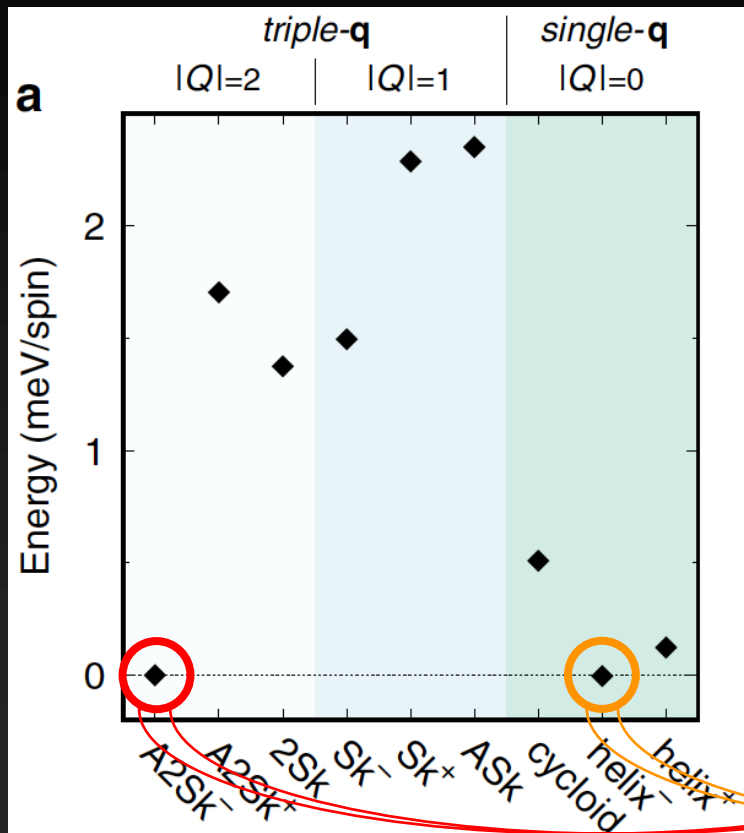 triple-q single-q
|Q|=2 |Q|=1 |Q|=0
a
Energy (meV/spin)
2
1
0
A2Sk⁻ A2Sk⁺ 2Sk Sk⁻ Sk⁺ ASk cycloid helix⁻ helix⁺